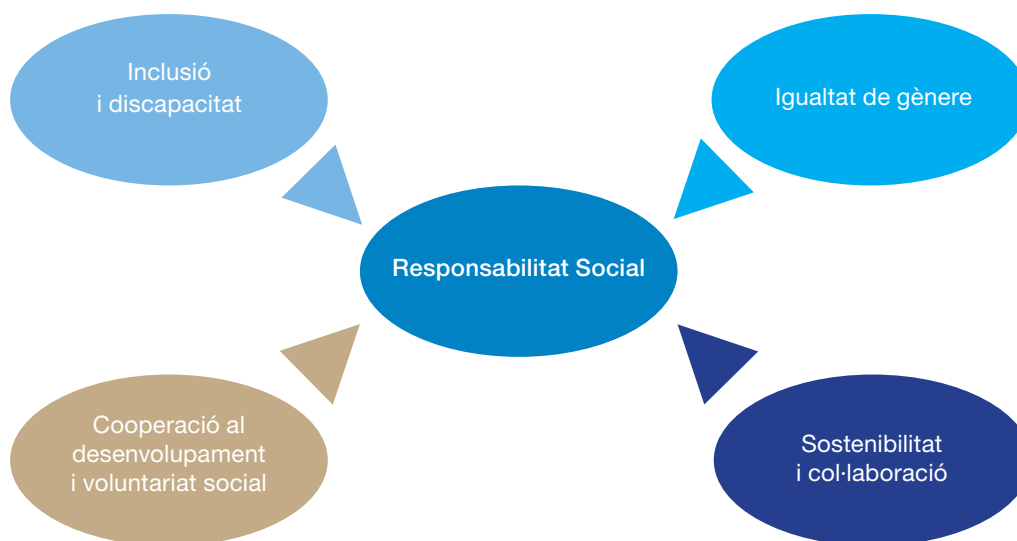 Inclusió
i discapacitat
Igualtat de gènere
Responsabilitat Social
Cooperació al
desenvolupament
i voluntariat social
Sostenibilitat
i col·laboració